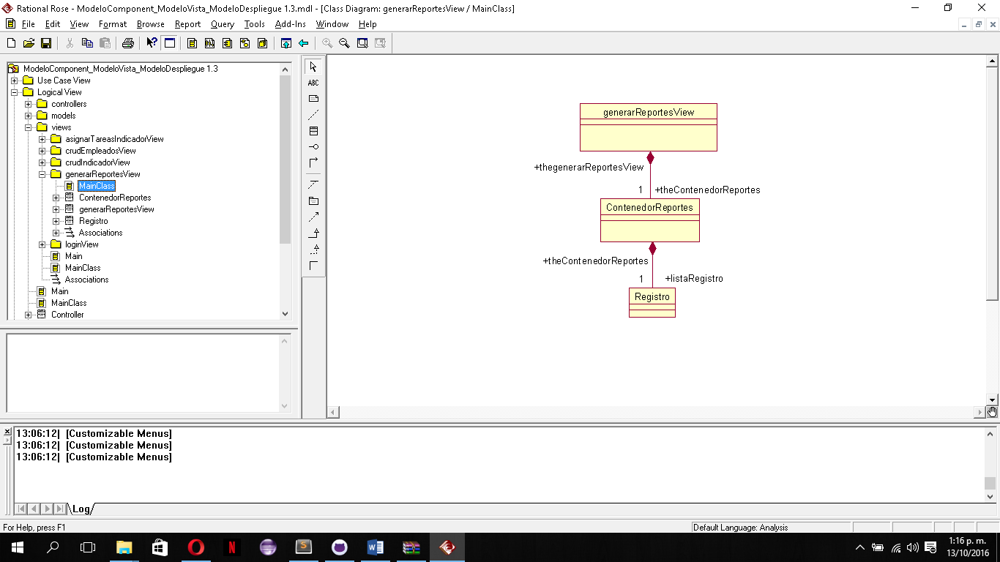 Rational Rose - ModeloComponent_ModeloVista_ModeloDespliegue 1.3.mdl - [Class Diagram: generarReportesView / MainClass]
File Edit View Format Browse Report Query Tools Add-Ins Window Help
ModeloComponent_ModeloVista_ModeloDespliegue 1.3
Use Case View
Logical View
controllers
models
views
asignarTareasIndicadorView
crudEmpleadosView
crudIndicadorView
generarReportesView
MainClass
ContenedorReportes
generarReportesView
Registro
Associations
loginView
Main
MainClass
Associations
Main
MainClass
Controller
ABC
generarReportesView
+thegenerarReportesView
1 +theContenedorReportes
ContenedorReportes
+theContenedorReportes
1 +listaRegistro
Registro
13:06:12| [Customizable Menus]
13:06:12| [Customizable Menus]
13:06:12| [Customizable Menus]
Log
For Help, press F1
Default Language: Analysis
1:16 p. m.
13/10/2016